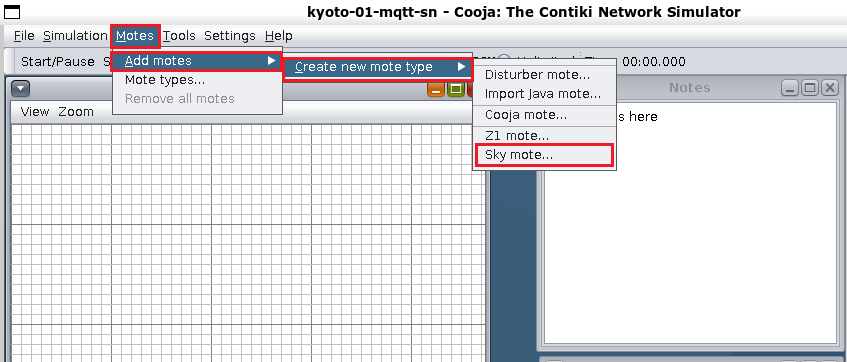 kyoto-01-mqtt-sn - Cooja: The Contiki Network Simulator
File Simulation Motes Tools Settings Help
Start/Pause 00:00.000
Add motes
Mote types...
Remove all motes
Create new mote type
Disturber mote...
Import Java mote...
Cooja mote...
Z1 mote...
Sky mote...
View Zoom
Notes
here